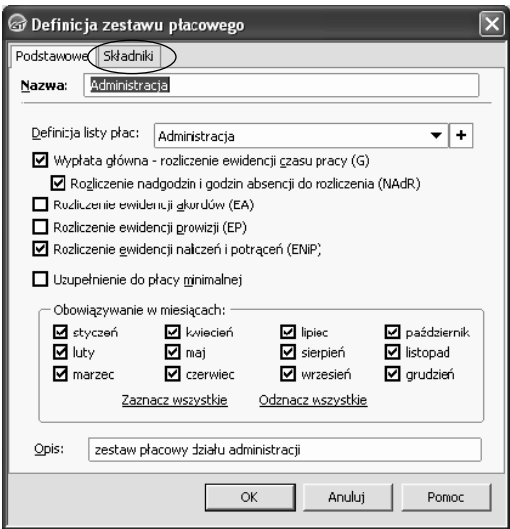 Definicja zestawu płacowego
Podstawowe Składniki
Nazwa: Administracja
Definicja listy płac: Administracja +
Wypłata główna - rozliczenie ewidencji czasu pracy (G)
Rozliczenie nadgodzin i godzin absencji do rozliczenia (NAdR)
Rozliczenie ewidencji akordów (EA)
Rozliczenie ewidencji prowizji (EP)
Rozliczenie ewidencji naliczeń i potrąceń (ENiP)
Uzupełnienie do płacy minimalnej
Obowiązywanie w miesiącach:
styczeń kwiecień lipiec październik
luty maj sierpień listopad
marzec czerwiec wrzesień grudzień
Zaznacz wszystkie Odznacz wszystkie
Opis: zestaw płacowy działu administracji
OK Anuluj Pomoc